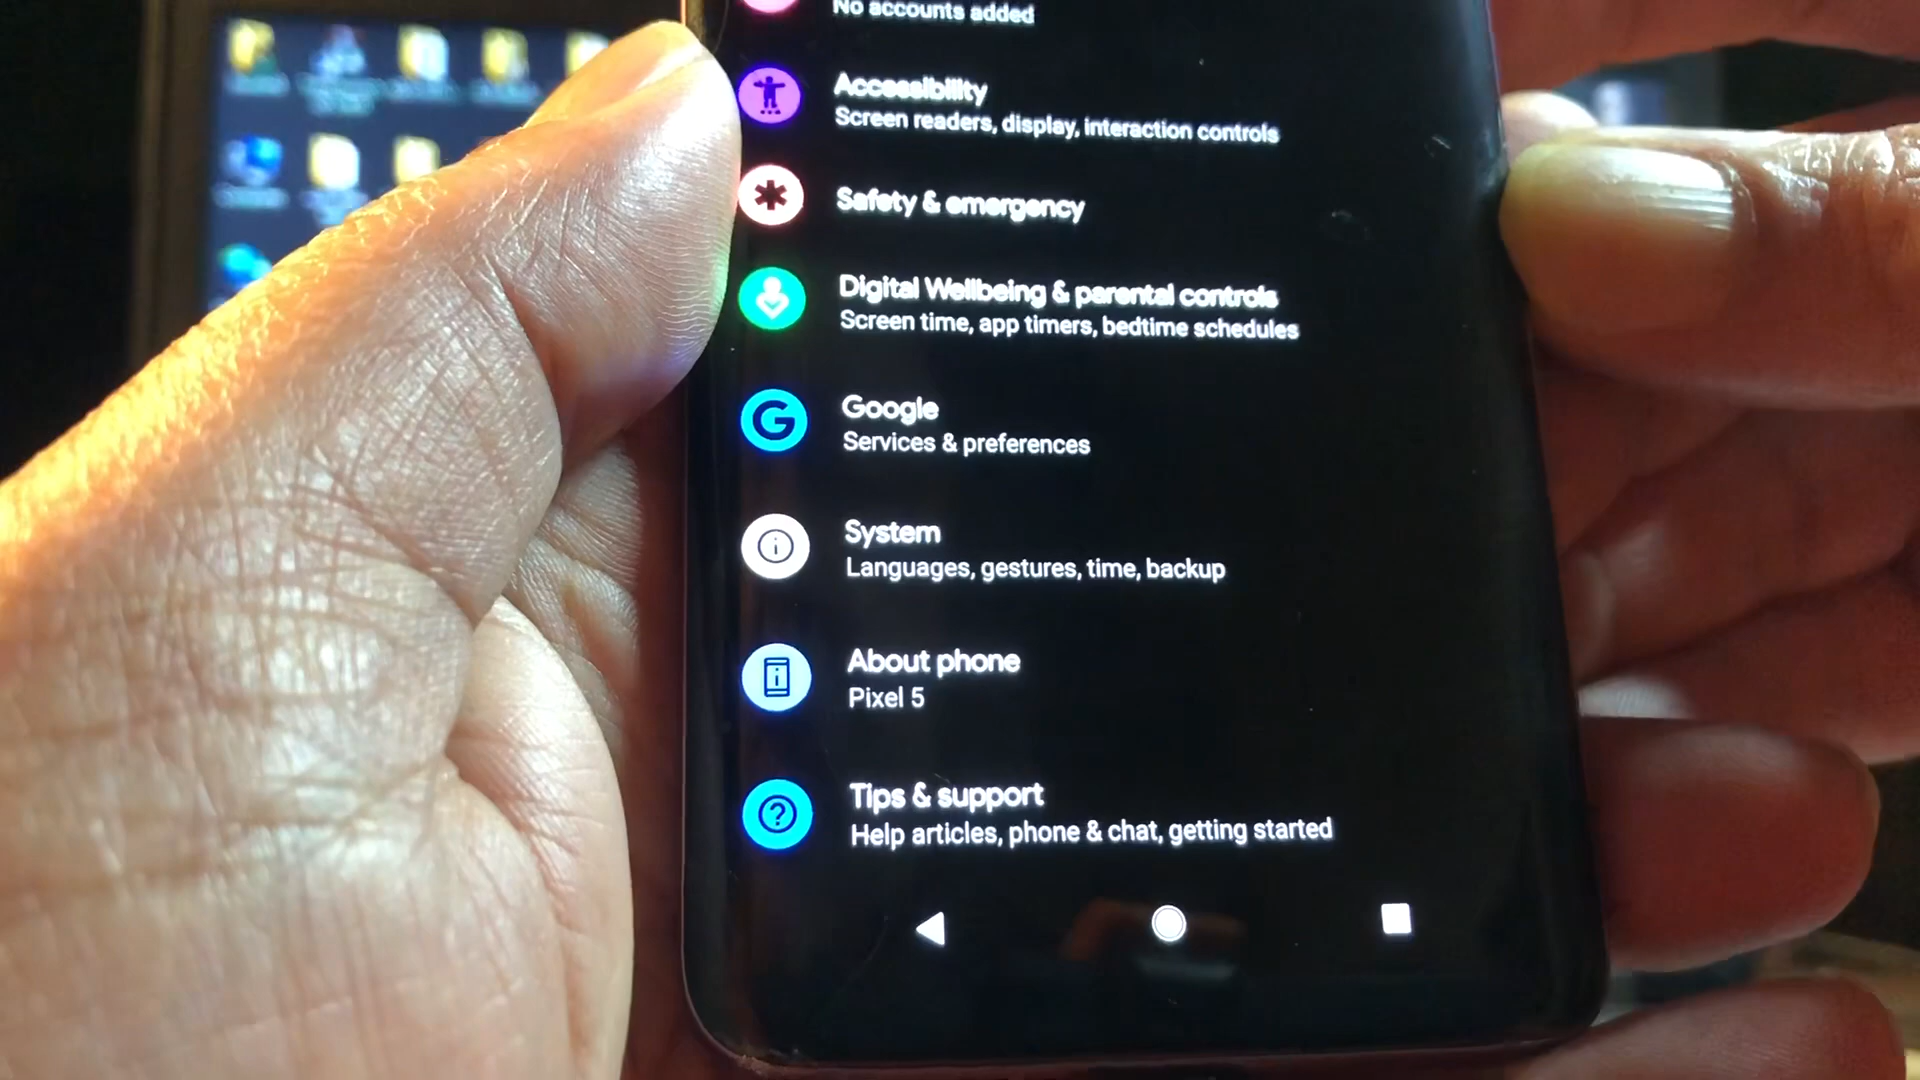 No accounts added
Accessibility
Screen readers, display, interaction controls
Safety & emergency
Digital Wellbeing & parental controls
Screen time, app timers, bedtime schedules
Google
Services & preferences
System
Languages, gestures, time, backup
About phone
Pixel 5
Tips & support
Help articles, phone & chat, getting started